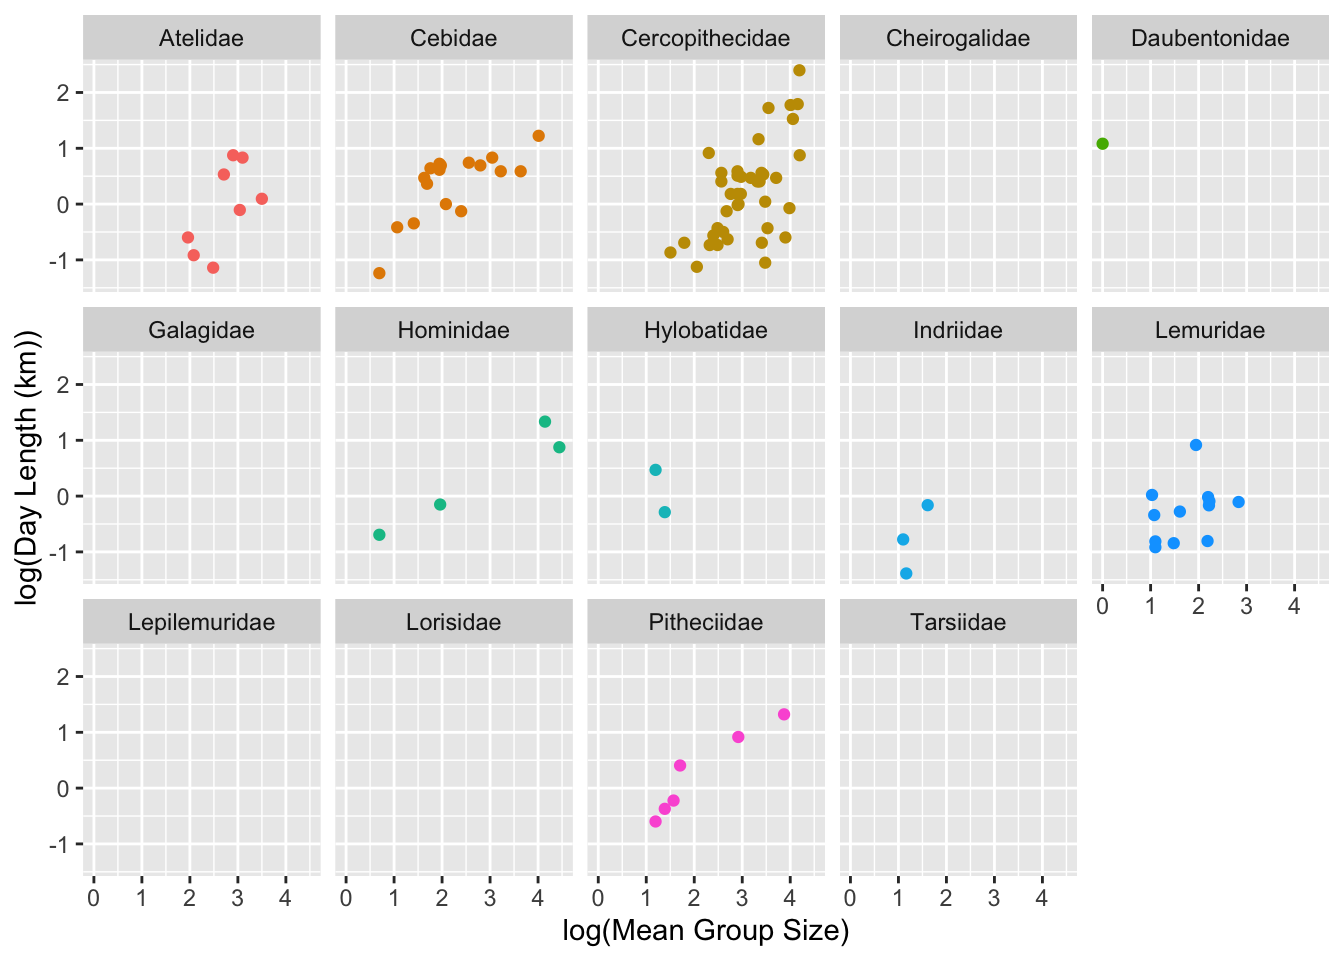 Atelidae Cebidae Cercopithecidae Cheirogalidae Daubentonidae
2
1
0
-1
Galagidae Hominidae Hylobatidae Indriidae Lemuridae
2
1
0
-1
0 1 2 3 4
Lepilemuridae Lorisidae Pitheciidae Tarsiidae
2
1
0
-1
0 1 2 3 4 0 1 2 3 4 0 1 2 3 4 0 1 2 3 4
log(Mean Group Size)
log(Day Length (km))